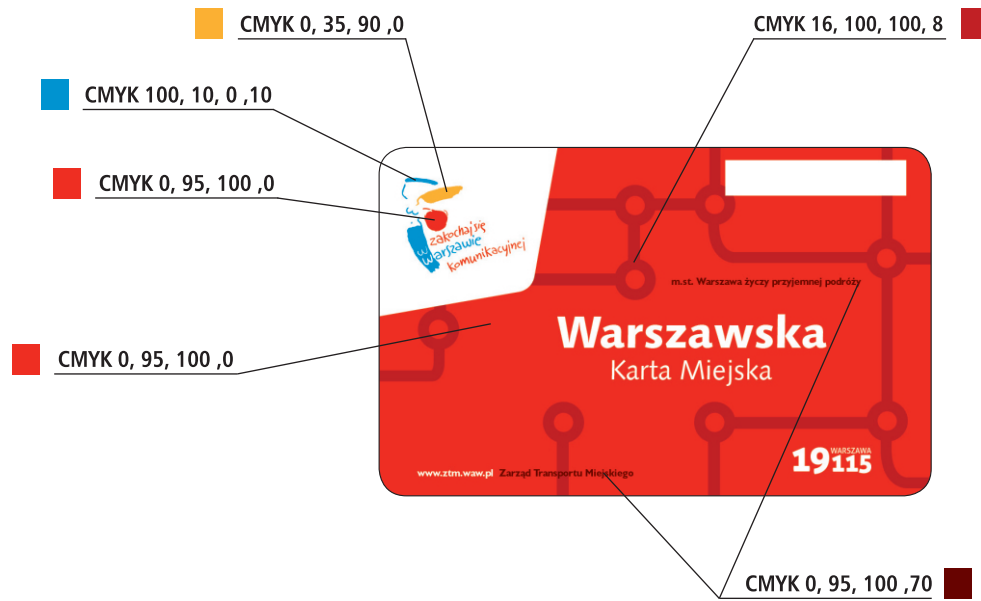 CMYK 0, 35, 90 ,0
CMYK 16, 100, 100, 8
CMYK 100, 10, 0 ,10
CMYK 0, 95, 100 ,0
zakochaj się
w Warszawie
komunikacyjnej
m.st. Warszawa życzy przyjemnej podróży
Warszawska
Karta Miejska
CMYK 0, 95, 100 ,0
19115
WARSZAWA
www.ztm.waw.pl Zarząd Transportu Miejskiego
CMYK 0, 95, 100 ,70